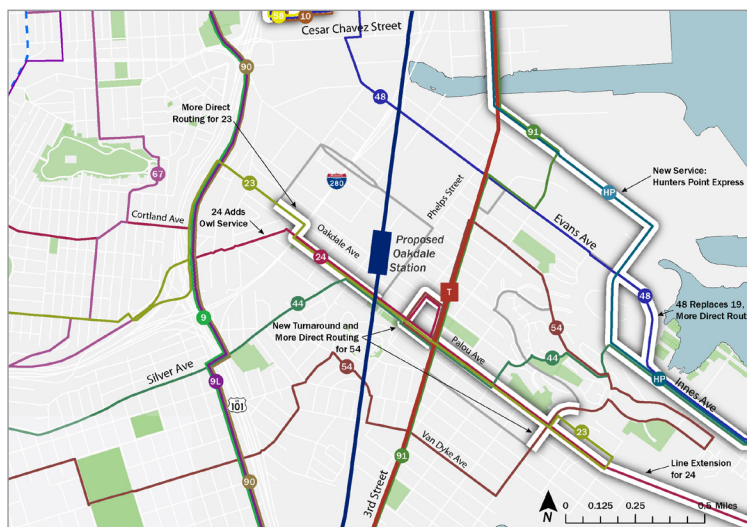 58
10
Cesar Chavez Street
90
48
More Direct
Routing for 23
91
67
23
280
HP
New Service:
Hunters Point Express
Phelps Street
Cortland Ave
24 Adds
Owl Service
Oakdale Ave
24
Proposed
Oakdale
Station
Evans Ave
T
48
48 Replaces 19,
More Direct Rout
9
44
New Turnaround and
More Direct Routing
for 54
54
Palou Ave
44
54
Silver Ave
9L
101
HP
Innes Ave
23
Van Dyke Ave
91
90
3rd Street
Line Extension
for 24
N
0 0.125 0.25 0.5 Miles